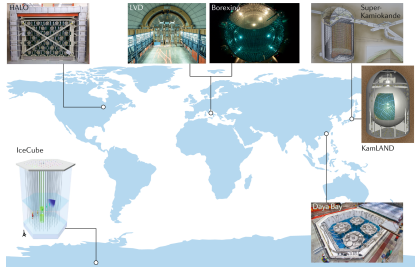 HALO
LVD
Borexino
Super-
Kamiokande
KamLAND
IceCube
Daya Bay